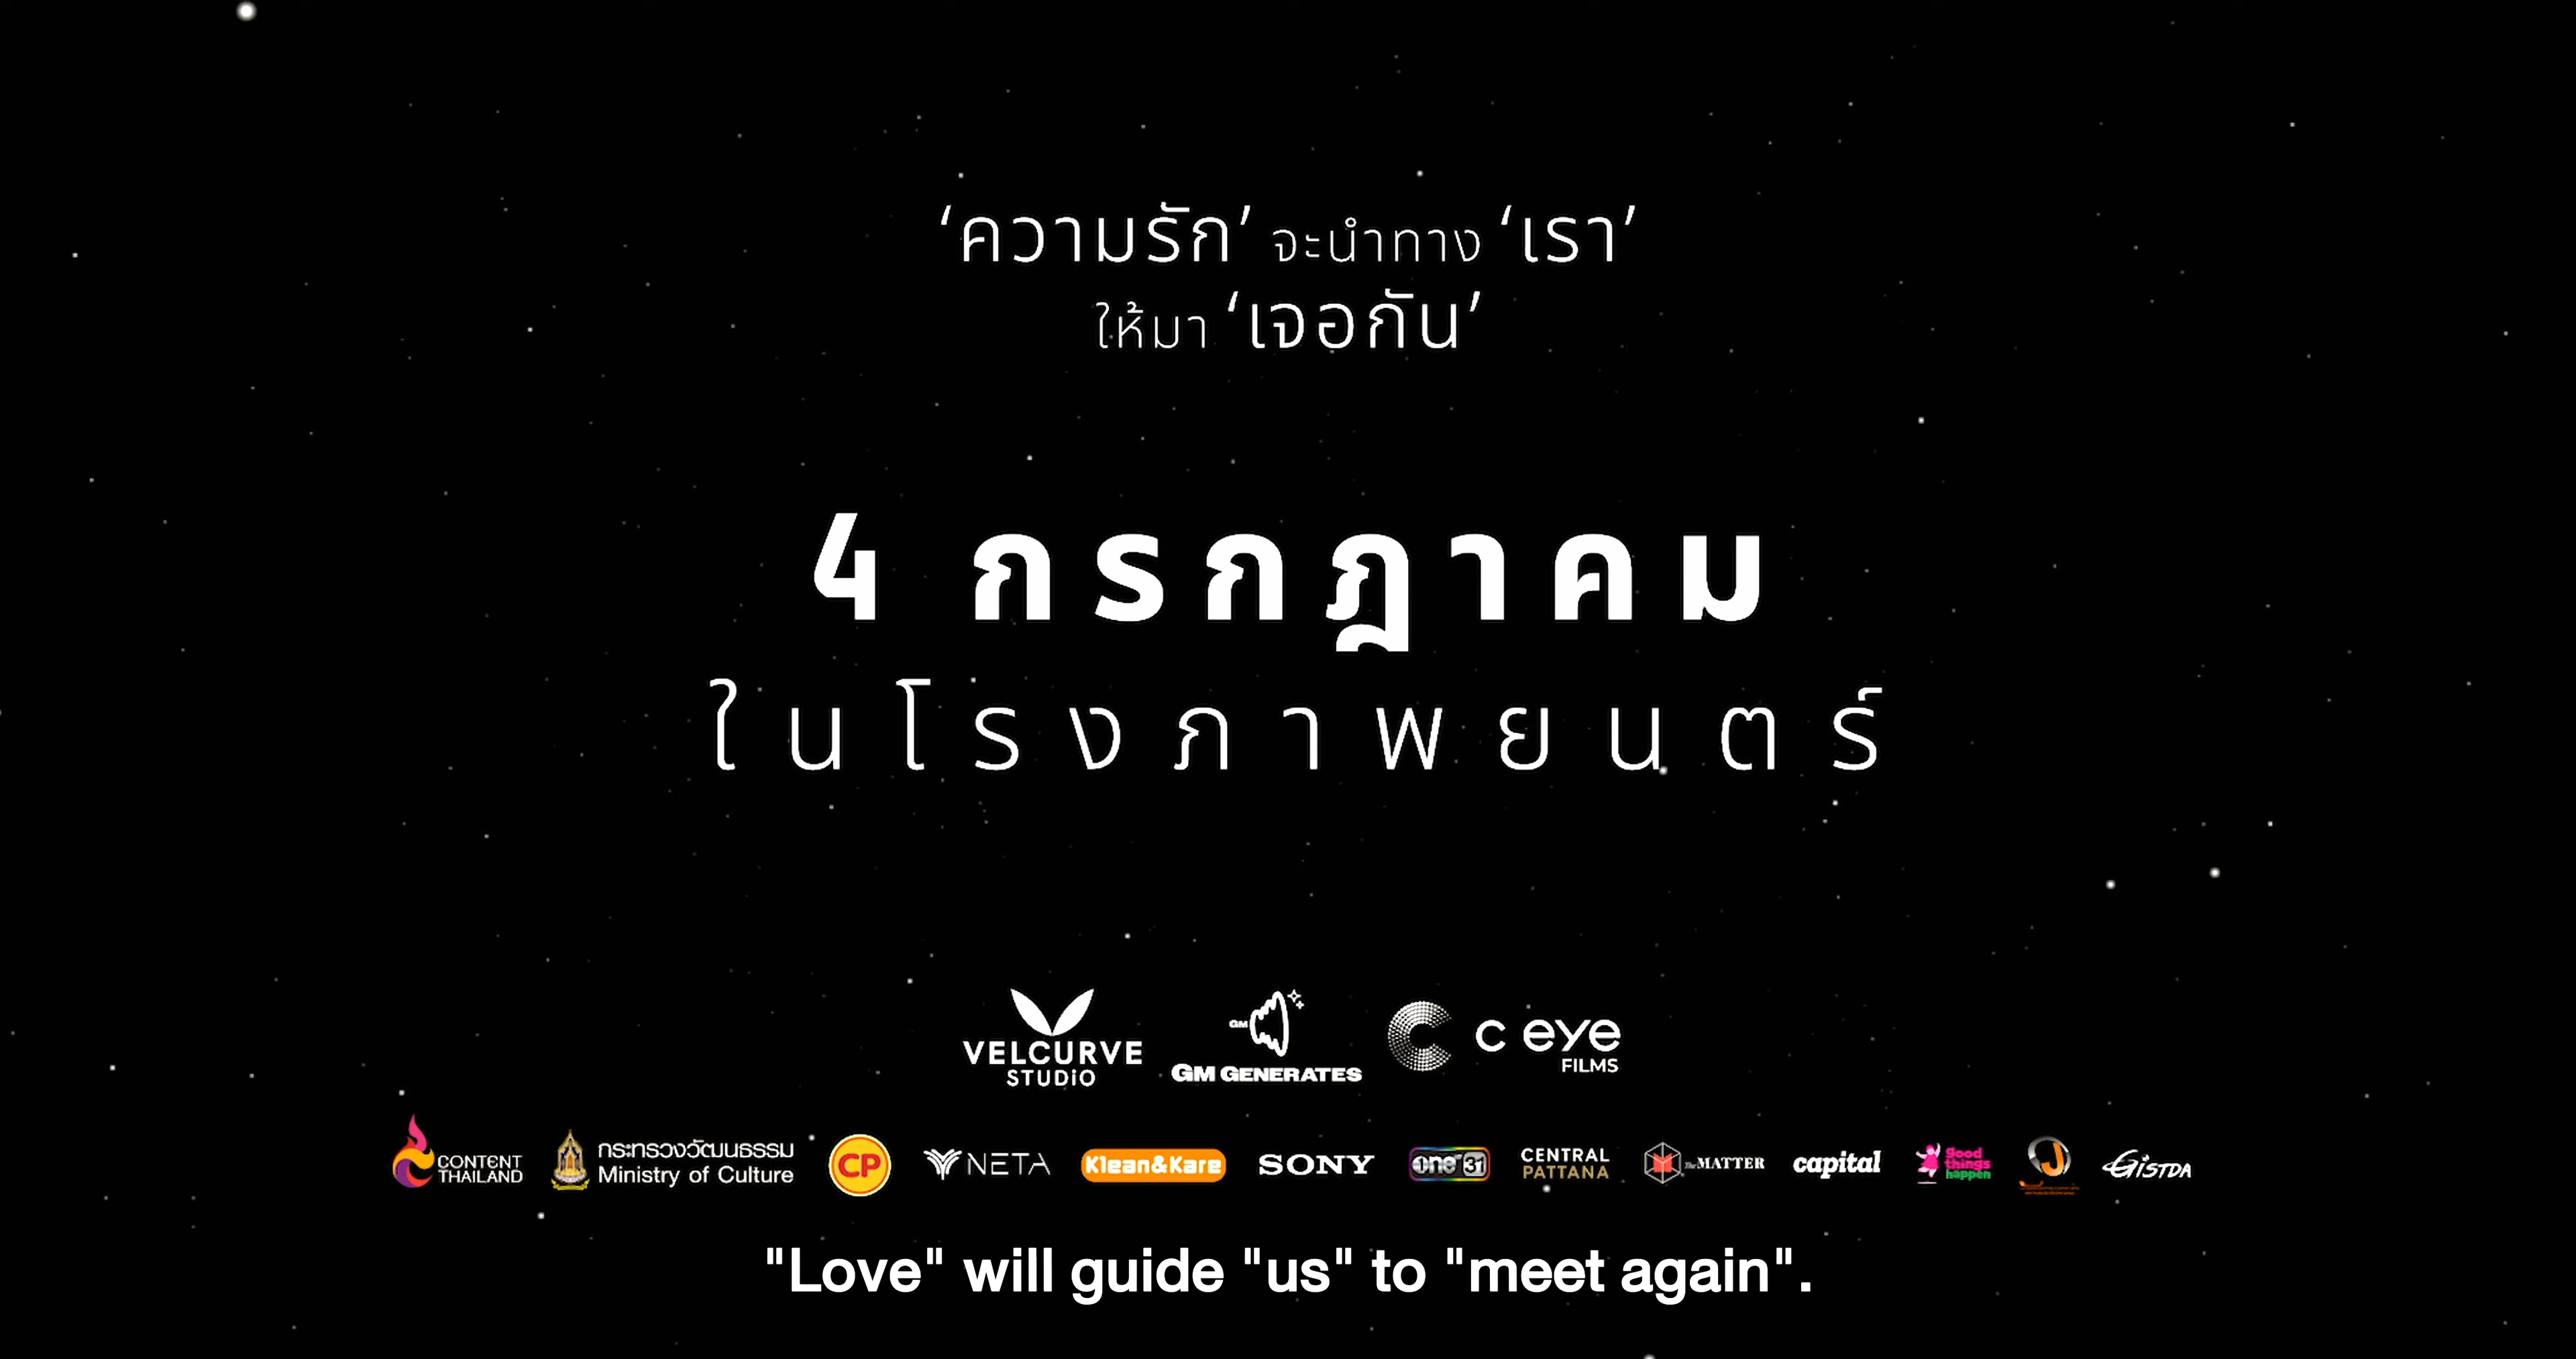 ‘ความรัก’ จะนำทาง ‘เรา’
ให้มา ‘เจอกัน’
4 กรกฎาคม
ในโรงภาพยนตร์
VELCURVE STUDiO
GM GM GENERATES
C eye FILMS
CONTENT THAILAND
กระทรวงวัฒนธรรม
Ministry of Culture
CP
NETA
Klean&Kare
SONY
one 31
CENTRAL PATTANA
The MATTER
capital
Good things happen
J
GISTDA
"Love" will guide "us" to "meet again".